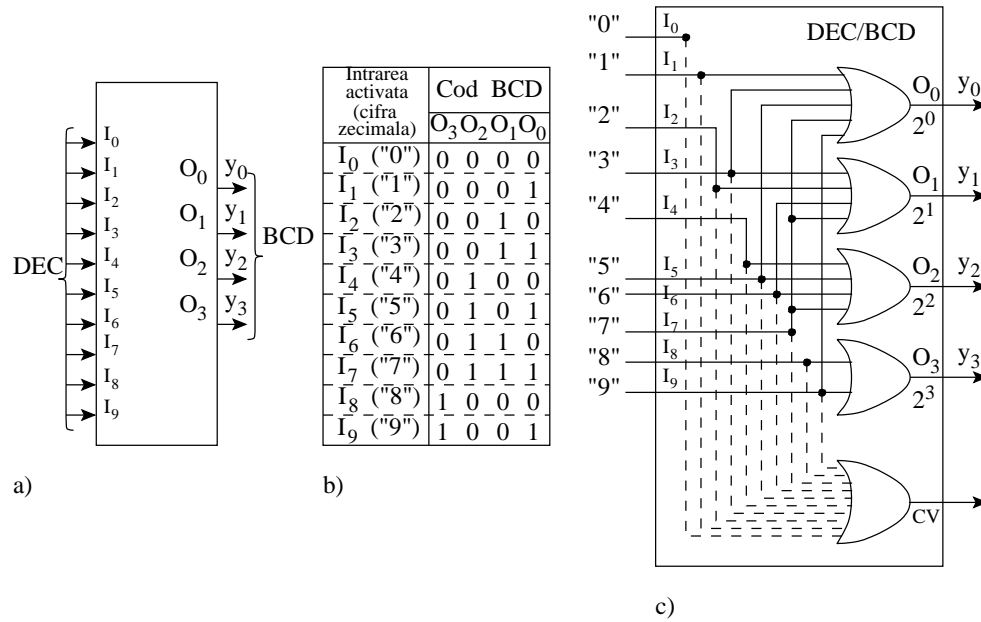 DEC
I0
I1
I2
I3
I4
I5
I6
I7
I8
I9
O0 y0
O1 y1
O2 y2
O3 y3
BCD
a)
Intrarea
activata
(cifra
zecimala)
Cod BCD
O3 O2 O1 O0
I0 ("0") 0 0 0 0
I1 ("1") 0 0 0 1
I2 ("2") 0 0 1 0
I3 ("3") 0 0 1 1
I4 ("4") 0 1 0 0
I5 ("5") 0 1 0 1
I6 ("6") 0 1 1 0
I7 ("7") 0 1 1 1
I8 ("8") 1 0 0 0
I9 ("9") 1 0 0 1
b)
DEC/BCD
"0" I0
"1" I1
"2" I2
"3" I3
"4" I4
"5" I5
"6" I6
"7" I7
"8" I8
"9" I9
O0 y0
2^0
O1 y1
2^1
O2 y2
2^2
O3 y3
2^3
CV
c)